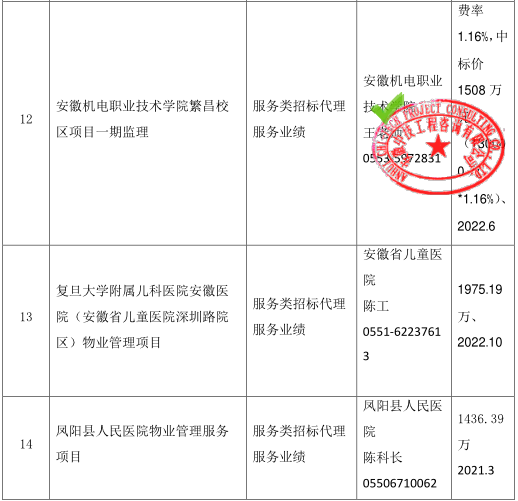 费率
1.16%，中
标价
1508 万
*1.16%）、
2022.6
12
安徽机电职业技术学院繁昌校
区项目一期监理
服务类招标代理
服务业绩
安徽机电职业
0553-5972831
13
复旦大学附属儿科医院安徽医
院（安徽省儿童医院深圳路院
区）物业管理项目
服务类招标代理
服务业绩
安徽省儿童医
院
陈工
0551-6223761
3
1975.19
万、
2022.10
14
凤阳县人民医院物业管理服务
项目
服务类招标代理
服务业绩
凤阳县人民医
院
陈科长
05506710062
1436.39
万
2021.3